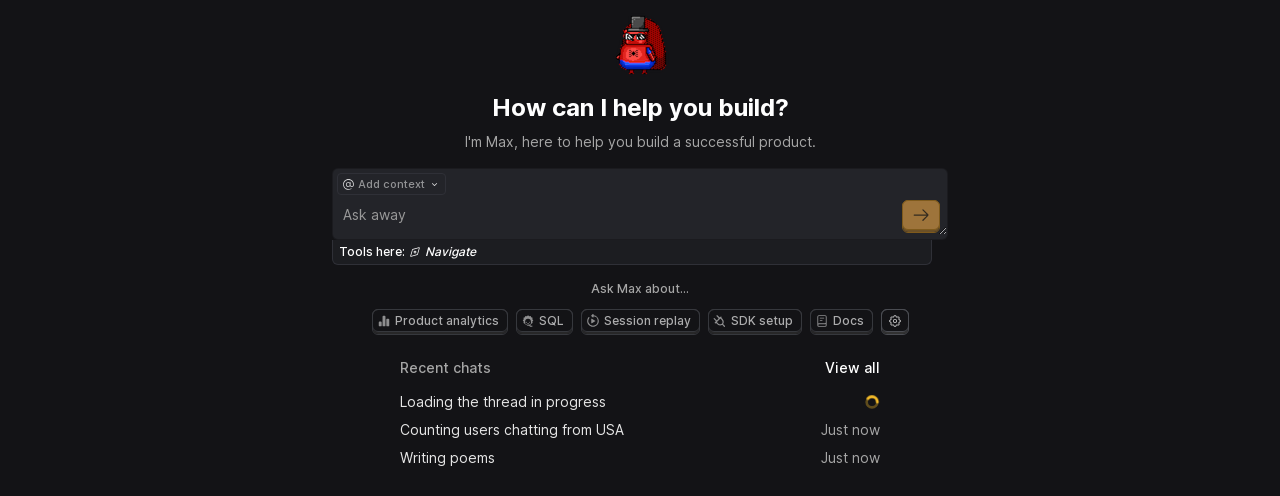 How can I help you build?
I'm Max, here to help you build a successful product.
@ Add context
Ask away
Tools here: Navigate
Ask Max about...
Product analytics SQL Session replay SDK setup Docs
Recent chats View all
Loading the thread in progress
Counting users chatting from USA Just now
Writing poems Just now